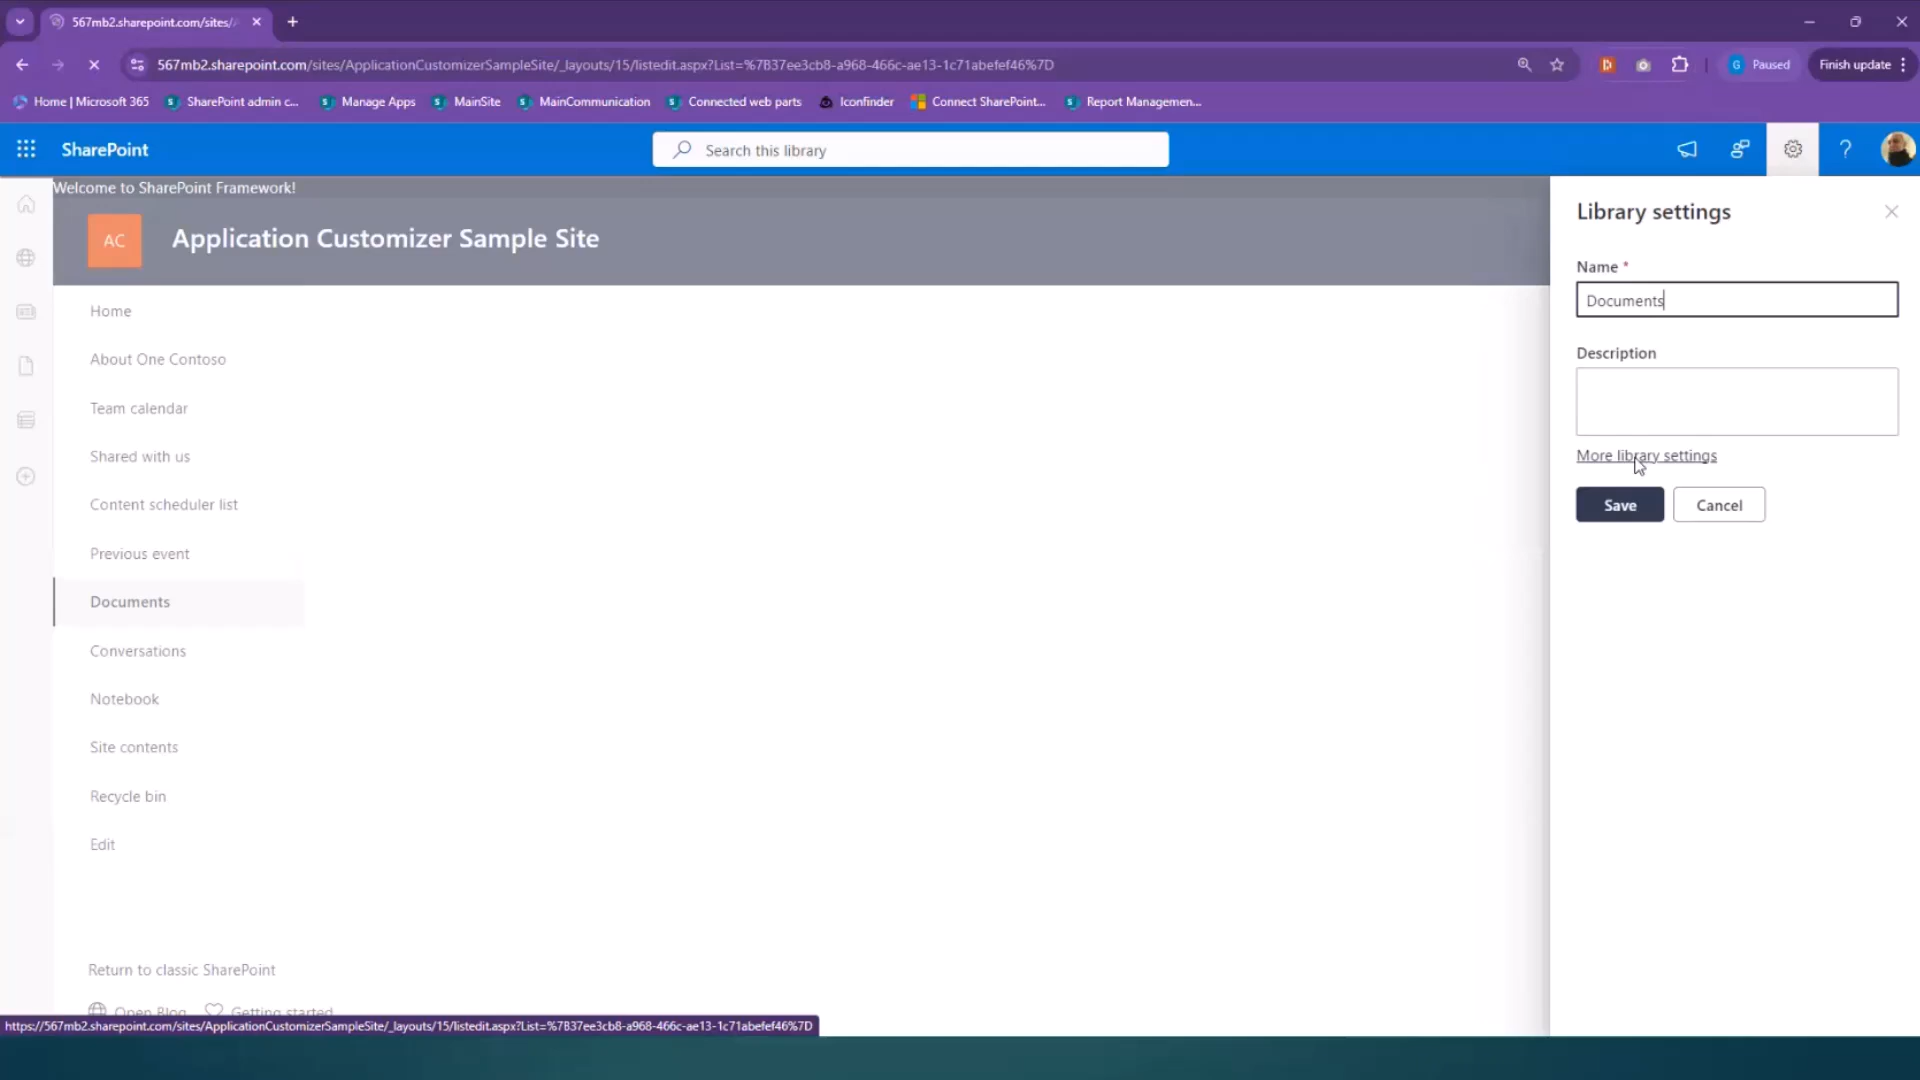 567mb2.sharepoint.com/sites/A
567mb2.sharepoint.com/sites/ApplicationCustomizerSampleSite/_layouts/15/listedit.aspx?List=%7B37ee3cb8-a968-466c-ae13-1c71abefef46%7D
G Paused
Finish update
Home | Microsoft 365
SharePoint admin c...
Manage Apps
MainSite
MainCommunication
Connected web parts
Iconfinder
Connect SharePoint...
Report Managemen...
SharePoint
Search this library
?
Welcome to SharePoint Framework!
AC
Application Customizer Sample Site
Home
About One Contoso
Team calendar
Shared with us
Content scheduler list
Previous event
Documents
Conversations
Notebook
Site contents
Recycle bin
Edit
Return to classic SharePoint
Open Blog
Getting started
Library settings
Name *
Documents
Description
More library settings
Save
Cancel
https://567mb2.sharepoint.com/sites/ApplicationCustomizerSampleSite/_layouts/15/listedit.aspx?List=%7B37ee3cb8-a968-466c-ae13-1c71abefef46%7D